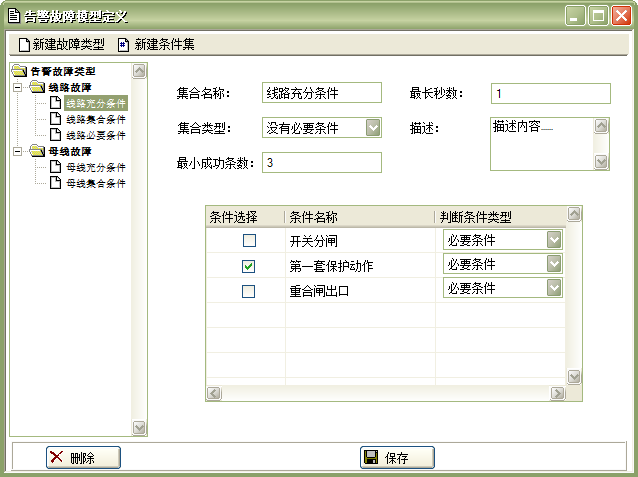 告警故障模型定义
新建故障类型 新建条件集
告警故障类型
线路故障
线路充分条件
线路集合条件
线路必要条件
母线故障
母线充分条件
母线集合条件
集合名称： 线路充分条件 最长秒数： 1
集合类型： 没有必要条件 描述： 描述内容......
最小成功条数： 3
条件选择 条件名称 判断条件类型
开关分闸 必要条件
第一套保护动作 必要条件
重合闸出口 必要条件
删除 保存